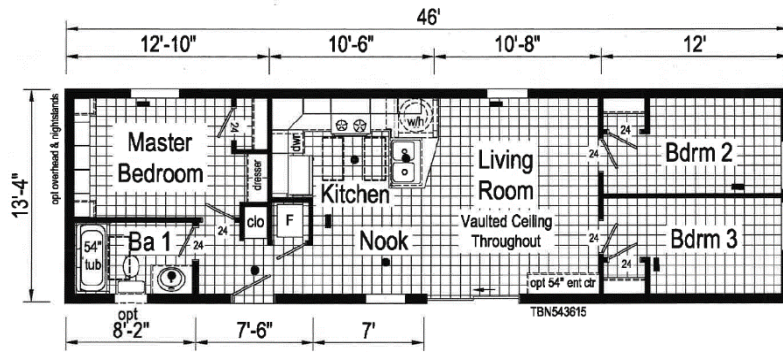 46'
12'-10" 10'-6" 10'-8" 12'
13'-4"
opt overhead & nightstands
Master
Bedroom
24
dresser
dwr
w/h
Kitchen
Living
Room
Vaulted Ceiling
Throughout
24
24
Bdrm 2
Ba 1
54"
tub
24
24
clo
F
Nook
24
24
Bdrm 3
opt 54" ent ctr
TBN543615
opt
8'-2" 7'-6" 7'